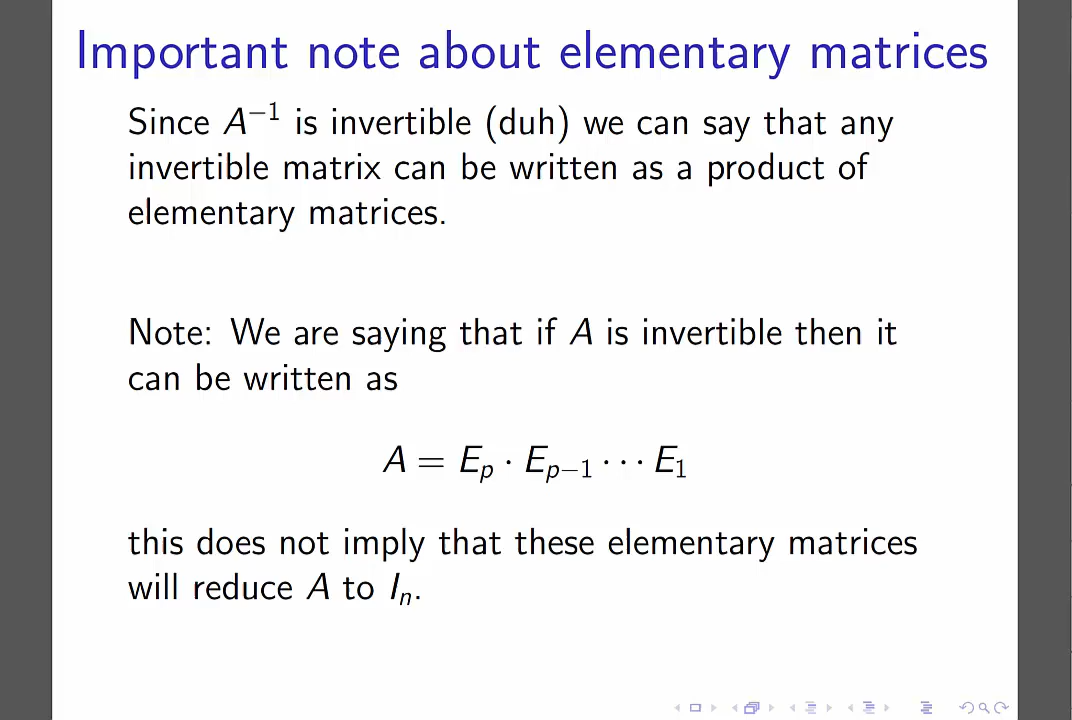 Important note about elementary matrices
Since A⁻¹ is invertible (duh) we can say that any
invertible matrix can be written as a product of
elementary matrices.
Note: We are saying that if A is invertible then it
can be written as
A = Eₚ · Eₚ₋₁ · · · E₁
this does not imply that these elementary matrices
will reduce A to Iₙ.